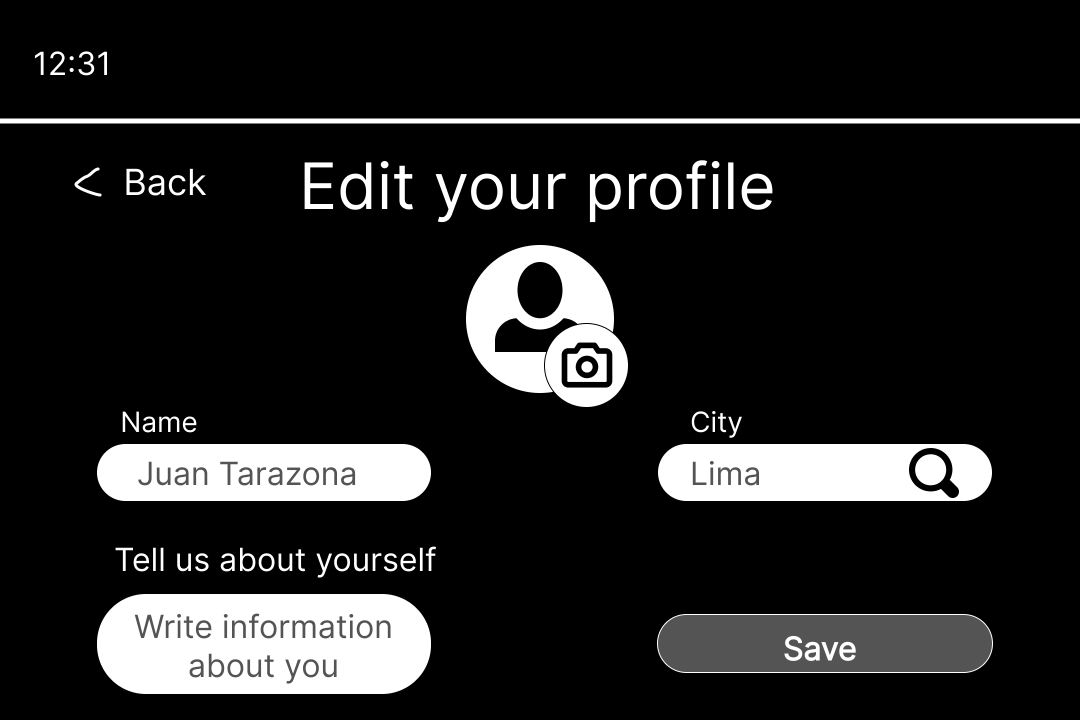 12:31
Back
Edit your profile
Name
City
Juan Tarazona
Lima
Tell us about yourself
Write information
about you
Save